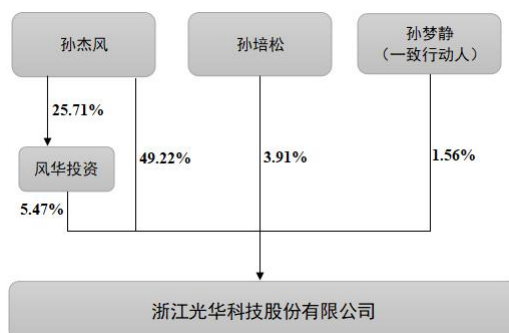 孙杰风
孙培松
孙梦静
（一致行动人）
25.71%
49.22%
3.91%
1.56%
风华投资
5.47%
浙江光华科技股份有限公司